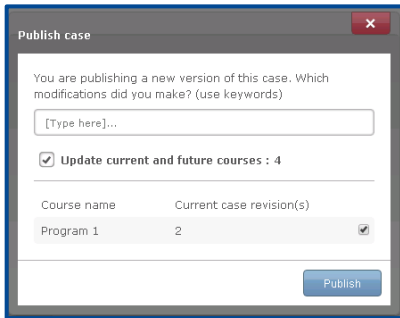 Publish case
You are publishing a new version of this case. Which
modifications did you make? (use keywords)
[Type here]...
Update current and future courses : 4
Course name Current case revision(s)
Program 1 2
Publish